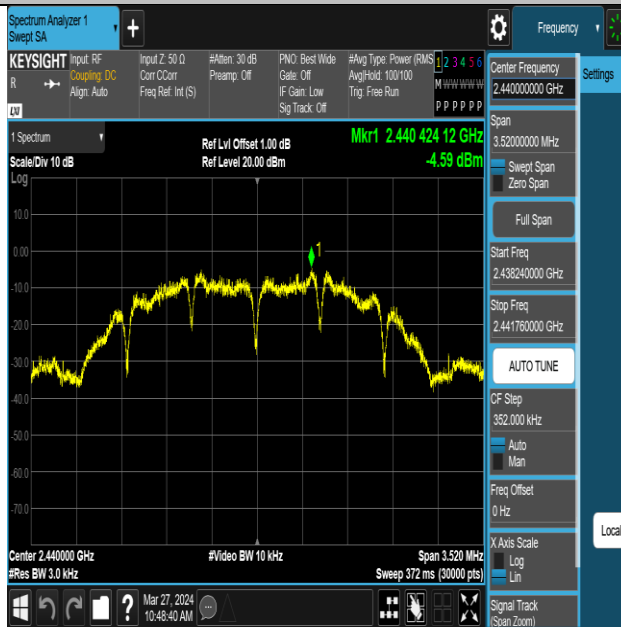 Spectrum Analyzer 1
Swept SA
+
Frequency
KEYSIGHT
R
LXI
Input: RF
Coupling: DC
Align: Auto
Input Z: 50 Ω
Corr CCorr
Freq Ref: Int (S)
#Atten: 30 dB
Preamp: Off
PNO: Best Wide
Gate: Off
IF Gain: Low
Sig Track: Off
#Avg Type: Power (RMS
Avg|Hold: 100/100
Trig: Free Run
1 2 3 4 5 6
M W W W W W
P P P P P P
1 Spectrum
Scale/Div 10 dB
Log
Ref Lvl Offset 1.00 dB
Ref Level 20.00 dBm
Mkr1 2.440 424 12 GHz
-4.59 dBm
10.0
0.00
-10.0
-20.0
-30.0
-40.0
-50.0
-60.0
-70.0
1
Center 2.440000 GHz
#Res BW 3.0 kHz
#Video BW 10 kHz
Span 3.520 MHz
Sweep 372 ms (30000 pts)
Mar 27, 2024
10:48:40 AM
?
Center Frequency
2.440000000 GHz
Span
3.52000000 MHz
Swept Span
Zero Span
Full Span
Start Freq
2.438240000 GHz
Stop Freq
2.441760000 GHz
AUTO TUNE
CF Step
352.000 kHz
Auto
Man
Freq Offset
0 Hz
X Axis Scale
Log
Lin
Signal Track
(Span Zoom)
Settings
Local